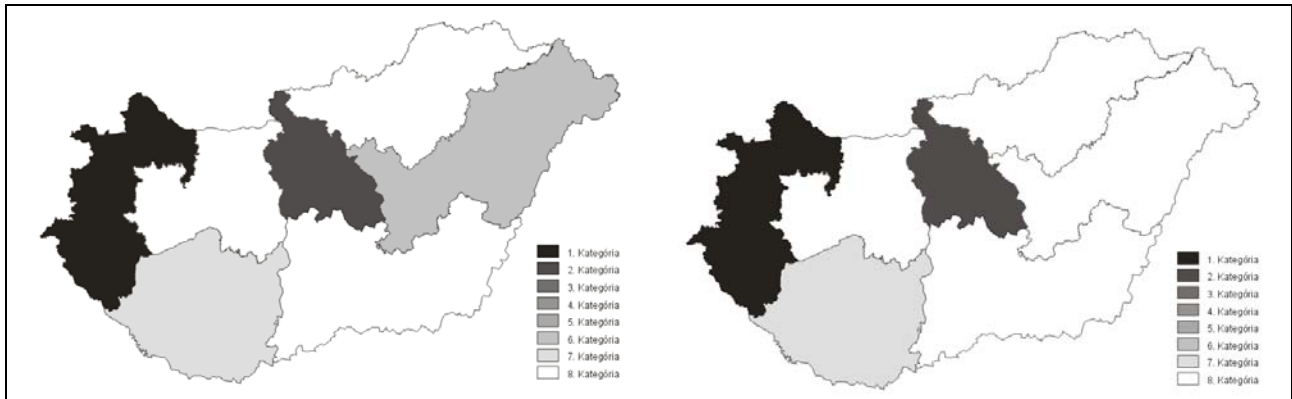 1. Kategória
2. Kategória
3. Kategória
4. Kategória
5. Kategória
6. Kategória
7. Kategória
8. Kategória
1. Kategória
2. Kategória
3. Kategória
4. Kategória
5. Kategória
6. Kategória
7. Kategória
8. Kategória